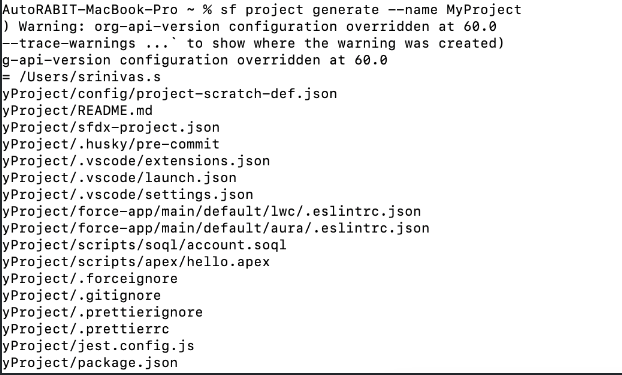 AutoRABIT-MacBook-Pro ~ % sf project generate --name MyProject
) Warning: org-api-version configuration overridden at 60.0
--trace-warnings ...` to show where the warning was created)
g-api-version configuration overridden at 60.0
= /Users/srinivas.s
yProject/config/project-scratch-def.json
yProject/README.md
yProject/sfdx-project.json
yProject/.husky/pre-commit
yProject/.vscode/extensions.json
yProject/.vscode/launch.json
yProject/.vscode/settings.json
yProject/force-app/main/default/lwc/.eslintrc.json
yProject/force-app/main/default/aura/.eslintrc.json
yProject/scripts/soql/account.soql
yProject/scripts/apex/hello.apex
yProject/.forceignore
yProject/.gitignore
yProject/.prettierignore
yProject/.prettierrc
yProject/jest.config.js
yProject/package.json